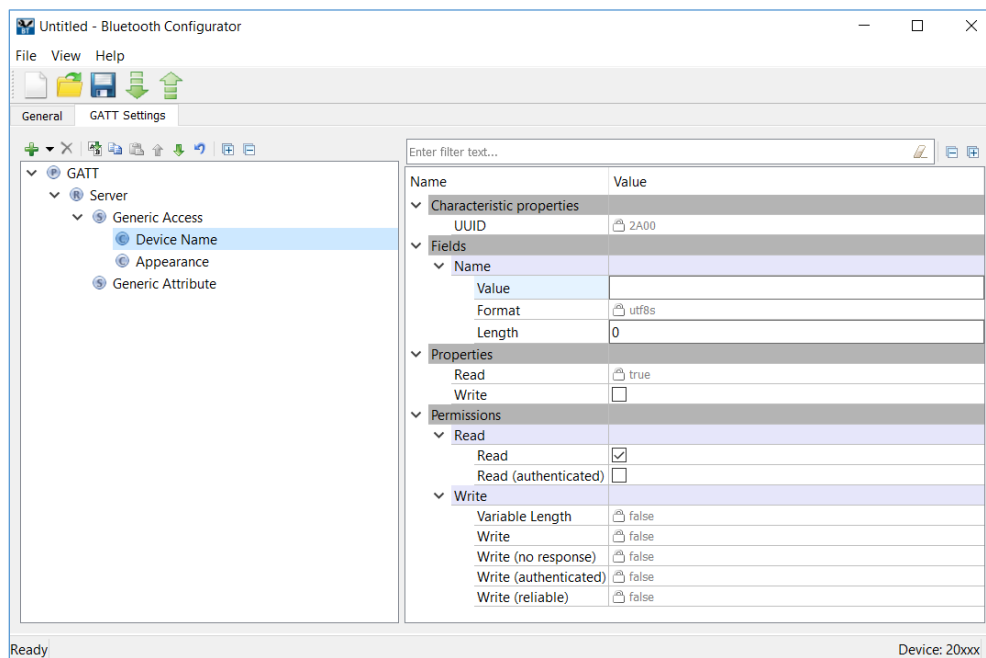 Untitled - Bluetooth Configurator
File View Help
General GATT Settings
Enter filter text...
GATT
Server
Generic Access
Device Name
Appearance
Generic Attribute
Name Value
Characteristic properties
UUID 2A00
Fields
Name
Value
Format utf8s
Length 0
Properties
Read true
Write
Permissions
Read
Read
Read (authenticated)
Write
Variable Length false
Write false
Write (no response) false
Write (authenticated) false
Write (reliable) false
Ready Device: 20xxx